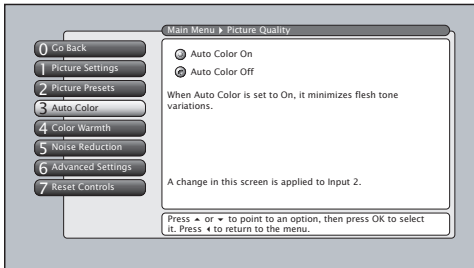 Main Menu ▸ Picture Quality
0 Go Back
1 Picture Settings
2 Picture Presets
3 Auto Color
4 Color Warmth
5 Noise Reduction
6 Advanced Settings
7 Reset Controls
Auto Color On
Auto Color Off
When Auto Color is set to On, it minimizes flesh tone
variations.
A change in this screen is applied to Input 2.
Press ▴ or ▾ to point to an option, then press OK to select
it. Press ◂ to return to the menu.